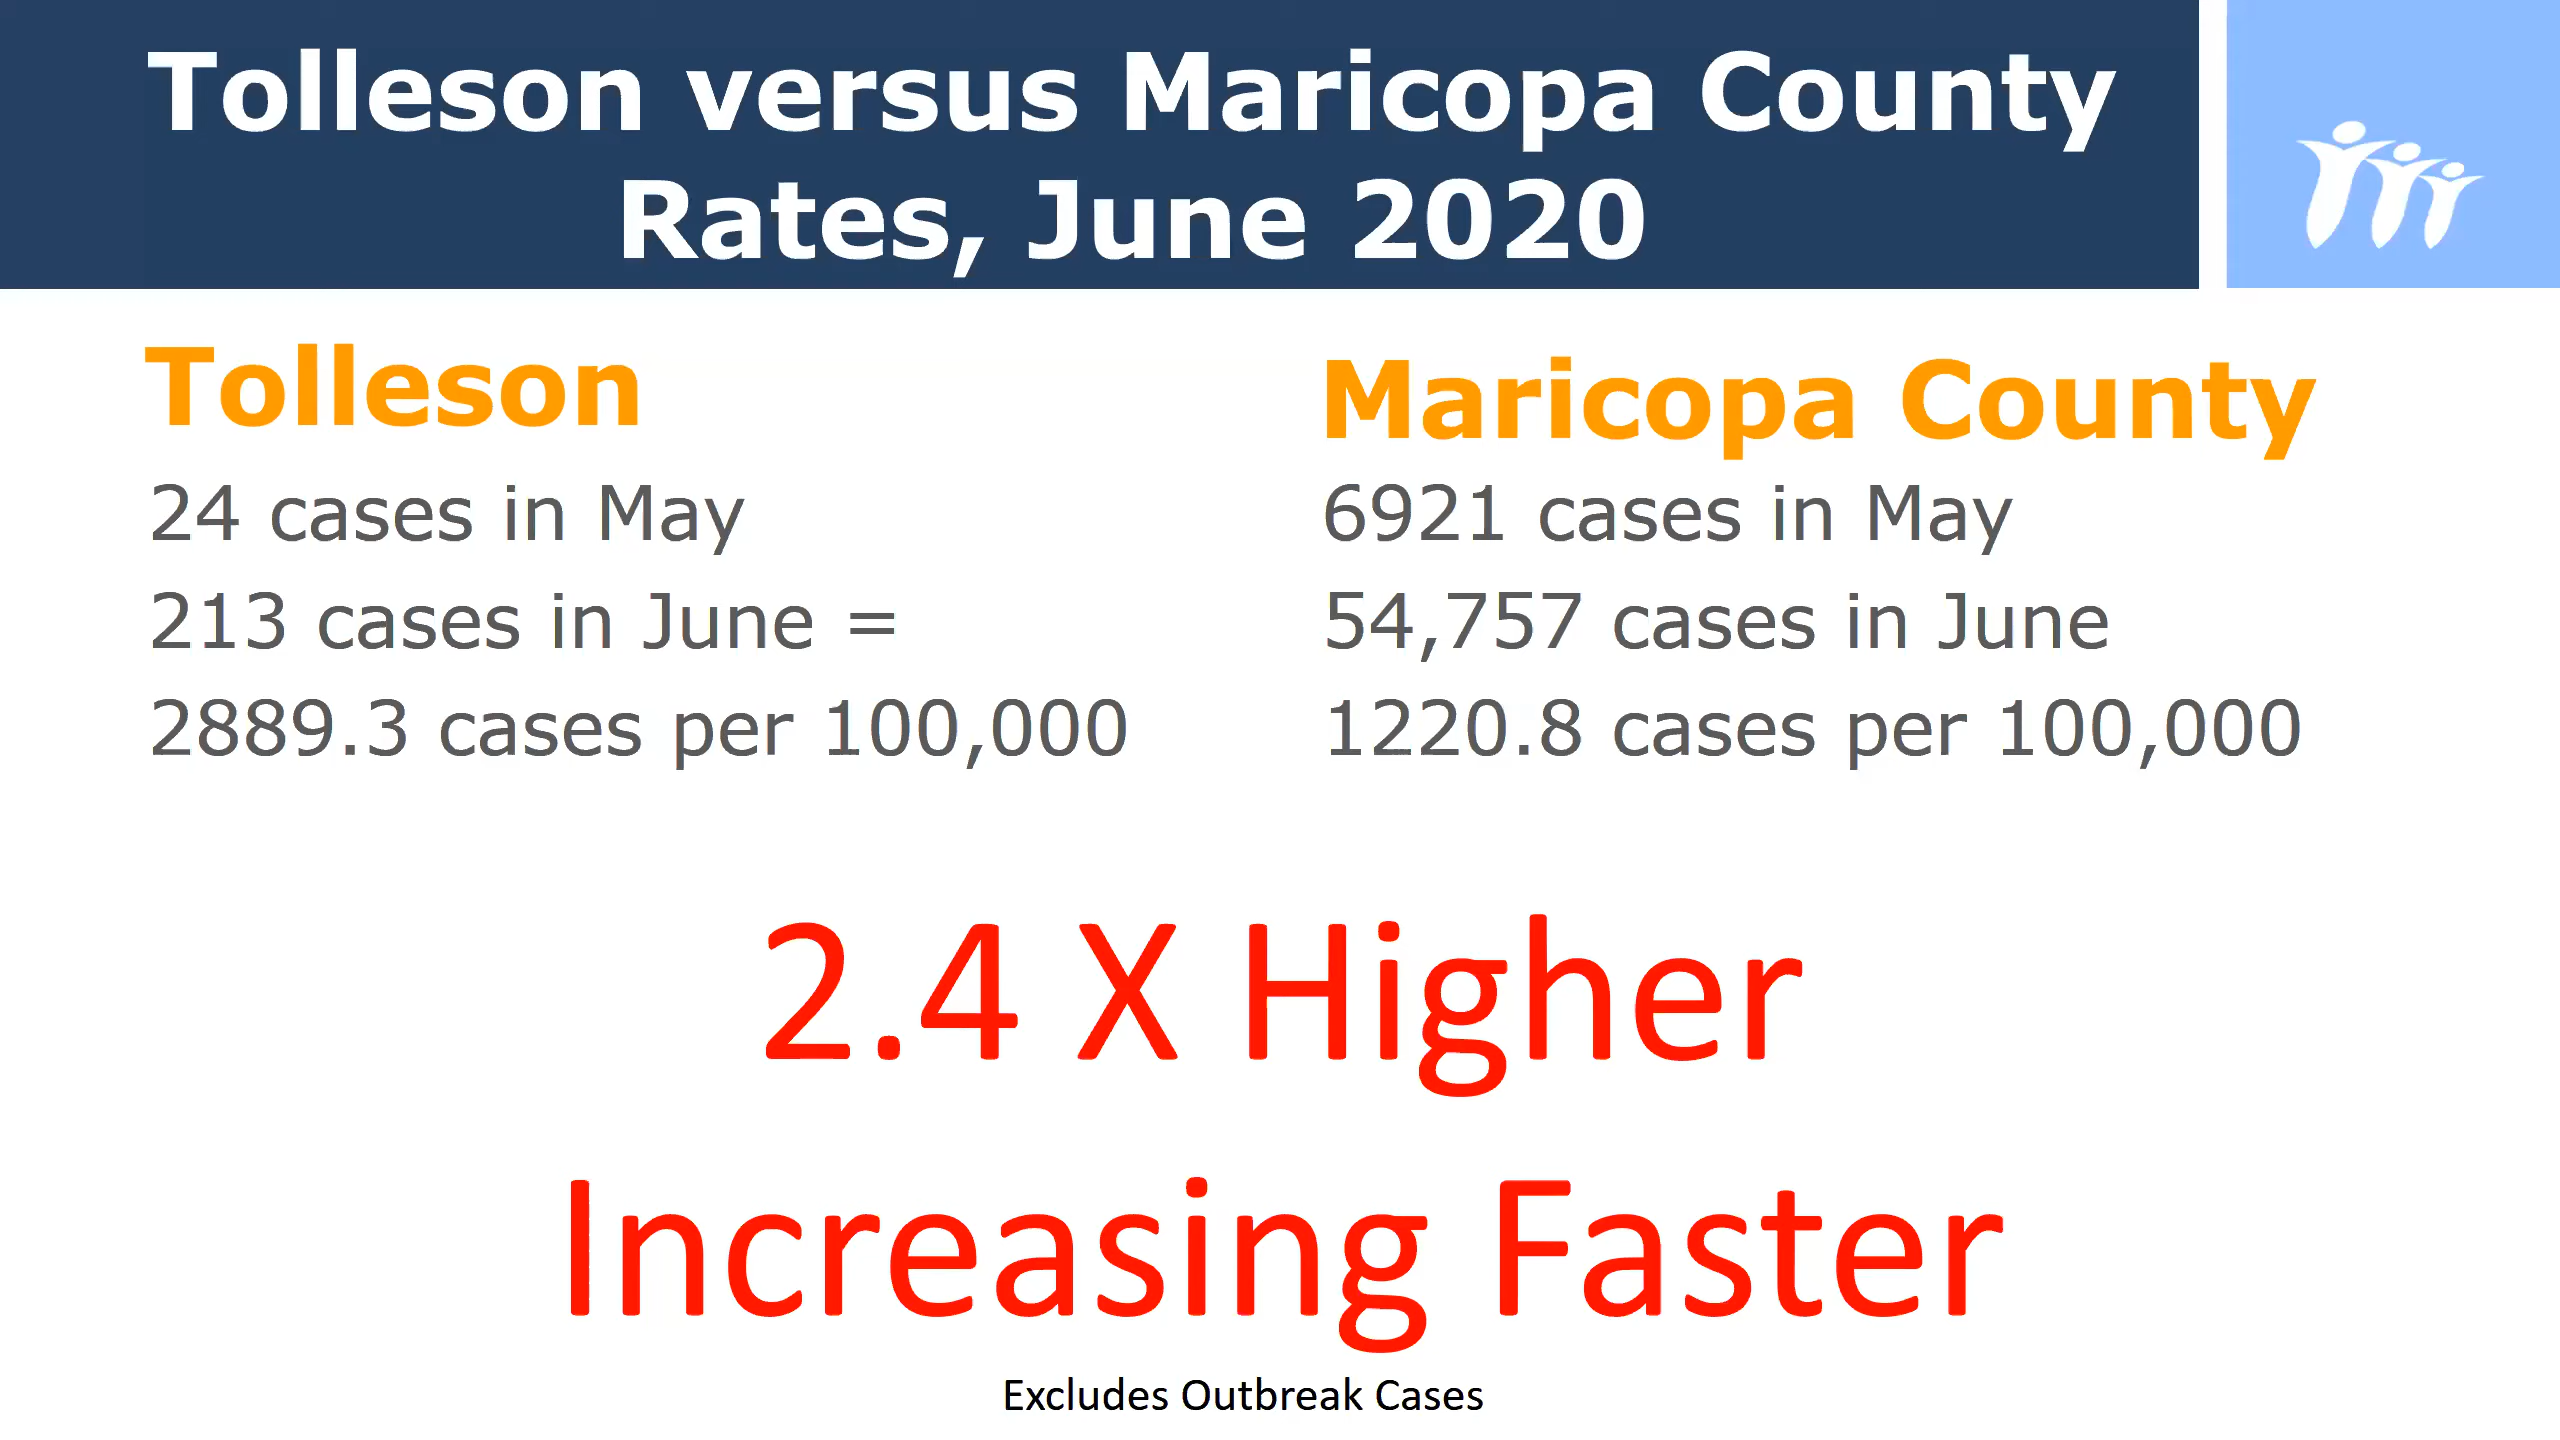 Tolleson versus Maricopa County
Rates, June 2020
Tolleson
24 cases in May
213 cases in June =
2889.3 cases per 100,000
Maricopa County
6921 cases in May
54,757 cases in June
1220.8 cases per 100,000
2.4 X Higher
Increasing Faster
Excludes Outbreak Cases